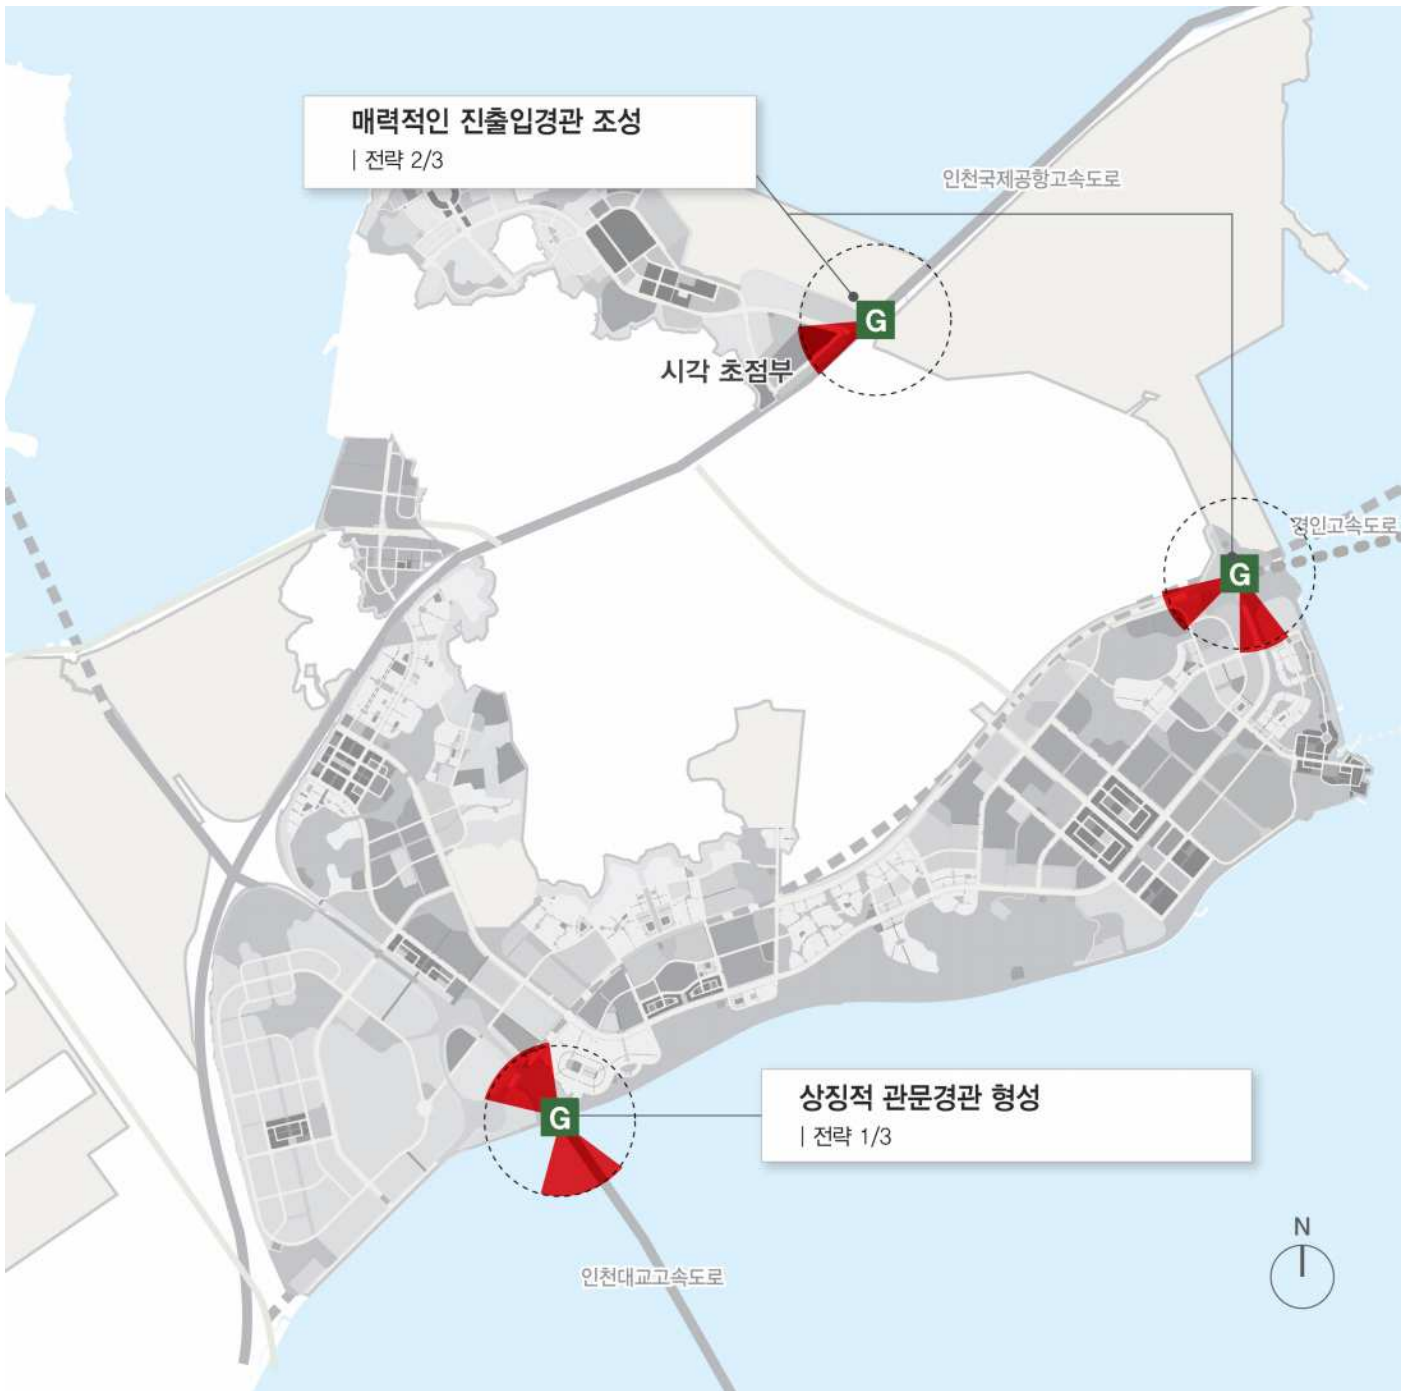 매력적인 진출입경관 조성
| 전략 2/3
인천국제공항고속도로
G
시각 초점부
경인고속도로
G
상징적 관문경관 형성
| 전략 1/3
G
N
인천대교고속도로